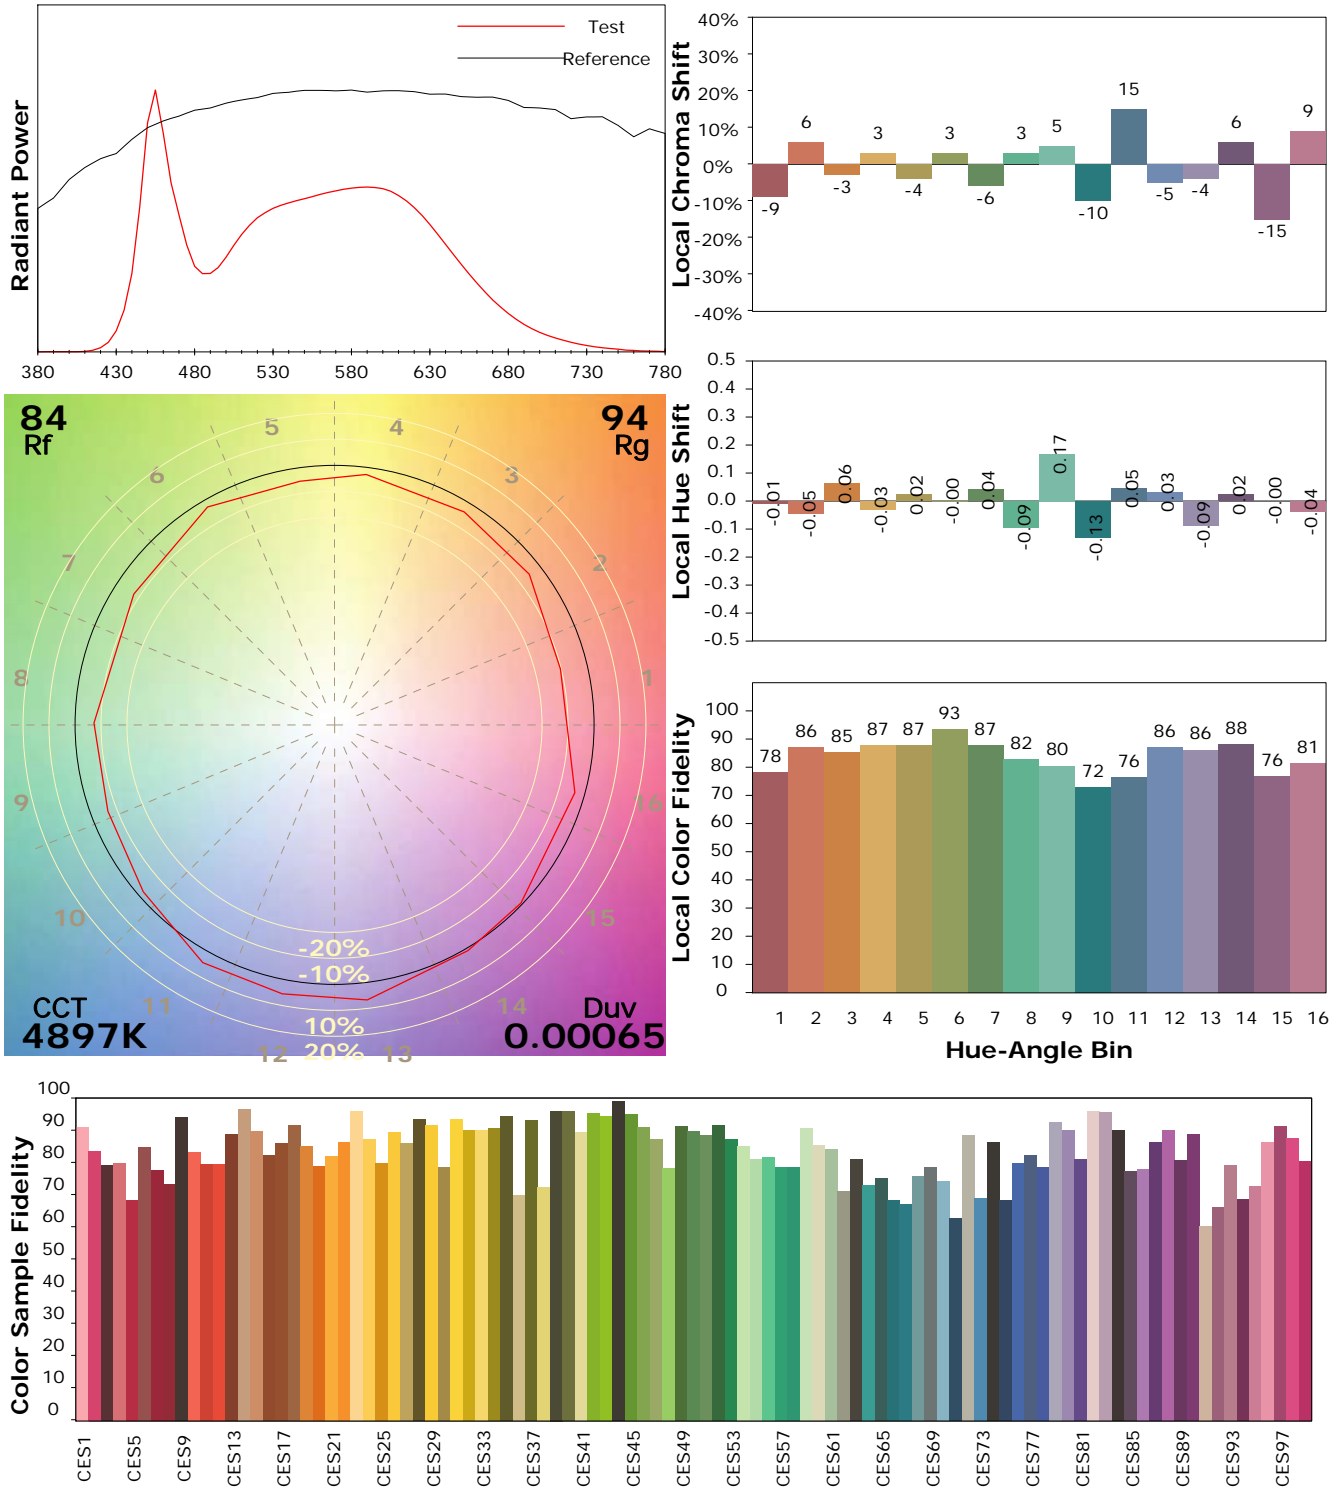 Test
Reference
Radiant Power
380 430 480 530 580 630 680 730 780
Local Chroma Shift
40%
30%
20%
10%
0%
-10%
-20%
-30%
-40%
-9 6 -3 3 -4 3 -6 3 5 -10 15 -5 -4 6 -15 9
84
Rf
94
Rg
1 2 3 4 5 6 7 8 9 10 11 12 13 14 15 16
-20%
-10%
10%
20%
CCT
4897K
Duv
0.00065
Local Hue Shift
0.5
0.4
0.3
0.2
0.1
0.0
-0.1
-0.2
-0.3
-0.4
-0.5
-0.01 -0.05 0.06 -0.03 0.02 -0.00 0.04 -0.09 0.17 -0.13 0.05 0.03 -0.09 0.02 -0.00 -0.04
Local Color Fidelity
100
90
80
70
60
50
40
30
20
10
0
78 86 85 87 87 93 87 82 80 72 76 87 86 88 76 81
1 2 3 4 5 6 7 8 9 10 11 12 13 14 15 16
Hue-Angle Bin
Color Sample Fidelity
100
90
80
70
60
50
40
30
20
10
0
CES1 CES5 CES9 CES13 CES17 CES21 CES25 CES29 CES33 CES37 CES41 CES45 CES49 CES53 CES57 CES61 CES65 CES69 CES73 CES77 CES81 CES85 CES89 CES93 CES97